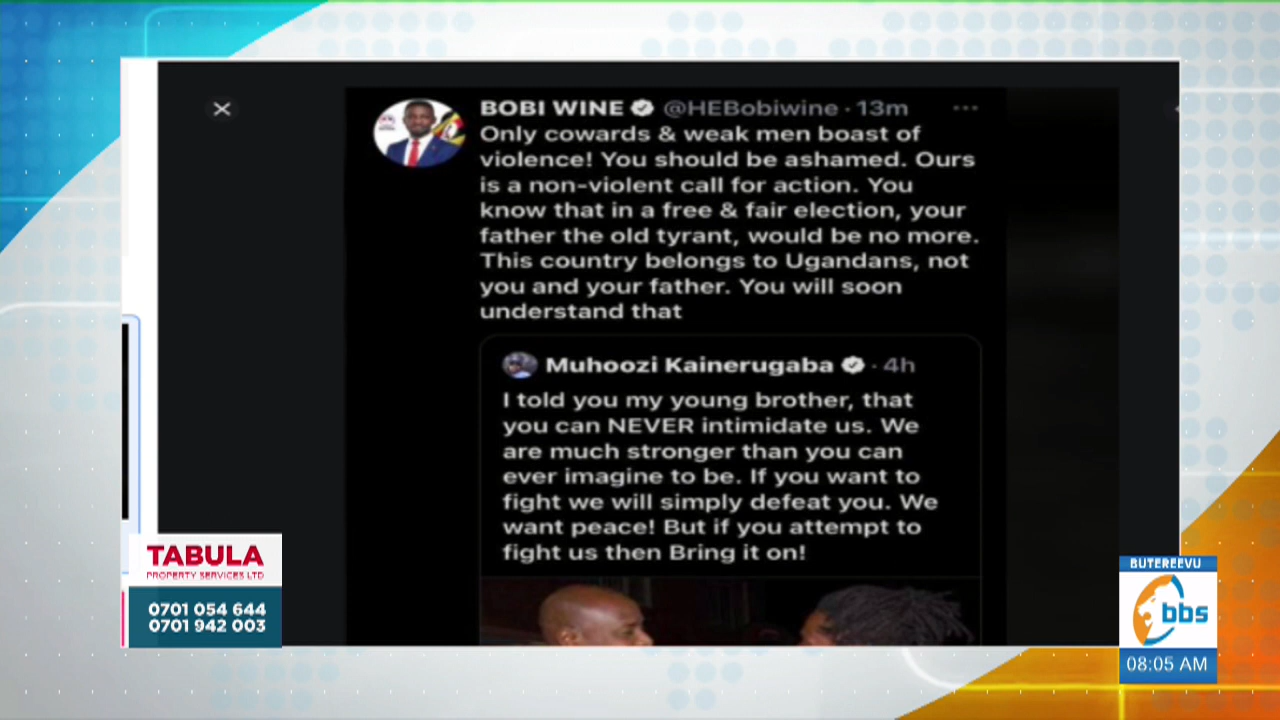 BOBI WINE @HEBobiwine · 13m
Only cowards & weak men boast of
violence! You should be ashamed. Ours
is a non-violent call for action. You
know that in a free & fair election, your
father the old tyrant, would be no more.
This country belongs to Ugandans, not
you and your father. You will soon
understand that
Muhoozi Kainerugaba · 4h
I told you my young brother, that
you can NEVER intimidate us. We
are much stronger than you can
ever imagine to be. If you want to
fight we will simply defeat you. We
want peace! But if you attempt to
fight us then Bring it on!
TABULA
PROPERTY SERVICES LTD
0701 054 644
0701 942 003
BUTEREEVU
bbs
08:05 AM